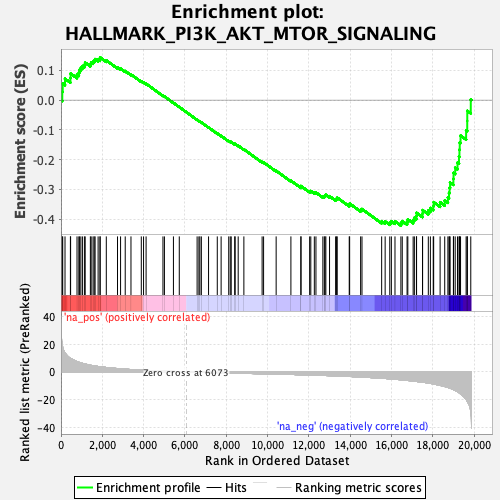 Enrichment plot:
HALLMARK_PI3K_AKT_MTOR_SIGNALING
Enrichment score (ES)
0.1
0.0
-0.1
-0.2
-0.3
-0.4
'na_pos' (positively correlated)
Ranked list metric (PreRanked)
40
20
0
-20
-40
Zero cross at 6073
'na_neg' (negatively correlated)
0
2,000
4,000
6,000
8,000
10,000
12,000
14,000
16,000
18,000
20,000
Rank in Ordered Dataset
Enrichment profile
Hits
Ranking metric scores